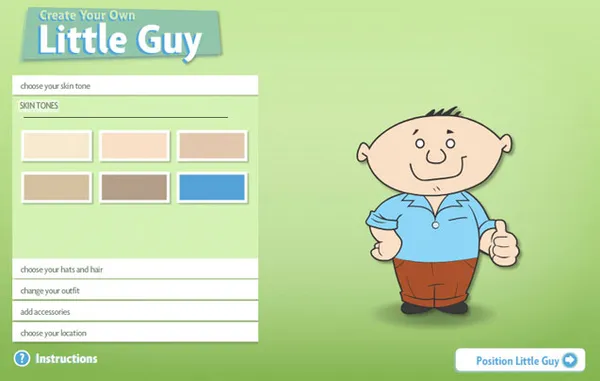 Create Your Own
Little Guy
choose your skin tone
SKIN TONES
choose your hats and hair
change your outfit
add accessories
choose your location
? Instructions
Position Little Guy